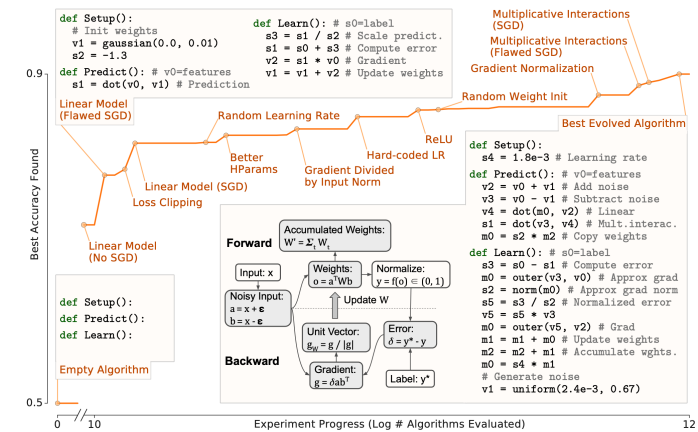 def Setup():
# Init weights
v1 = gaussian(0.0, 0.01)
s2 = -1.3
def Predict(): # v0=features
s1 = dot(v0, v1) # Prediction
def Learn(): # s0=label
s3 = s1 / s2 # Scale predict.
s1 = s0 + s3 # Compute error
v2 = s1 * v0 # Gradient
v1 = v1 + v2 # Update weights
Multiplicative Interactions
(SGD)
Multiplicative Interactions
(Flawed SGD)
Gradient Normalization
Random Weight Init
Best Evolved Algorithm
0.9
Linear Model
(Flawed SGD)
Random Learning Rate
ReLU
Hard-coded LR
Better
HParams
Gradient Divided
by Input Norm
Linear Model (SGD)
Loss Clipping
Linear Model
(No SGD)
def Setup():
s4 = 1.8e-3 # Learning rate
def Predict(): # v0=features
v2 = v0 + v1 # Add noise
v3 = v0 - v1 # Subtract noise
v4 = dot(m0, v2) # Linear
s1 = dot(v3, v4) # Mult.interac.
m0 = s2 * m2 # Copy weights
def Learn(): # s0=label
s3 = s0 - s1 # Compute error
m0 = outer(v3, v0) # Approx grad
s2 = norm(m0) # Approx grad norm
s5 = s3 / s2 # Normalized error
v5 = s5 * v3
m0 = outer(v5, v2) # Grad
m1 = m1 + m0 # Update weights
m2 = m2 + m1 # Accumulate wghts.
m0 = s4 * m1
# Generate noise
v1 = uniform(2.4e-3, 0.67)
Forward
Accumulated Weights:
W' = Σt Wt
Input: x
Weights:
o = aᵀWb
Normalize:
y = f(o) ∈ (0, 1)
Noisy Input:
a = x + ε
b = x - ε
Update W
Unit Vector:
gw = g / |g|
Error:
δ = y* - y
Backward
Gradient:
g = δabᵀ
Label: y*
def Setup():
def Predict():
def Learn():
Empty Algorithm
Best Accuracy Found
0.5
0
10
12
Experiment Progress (Log # Algorithms Evaluated)